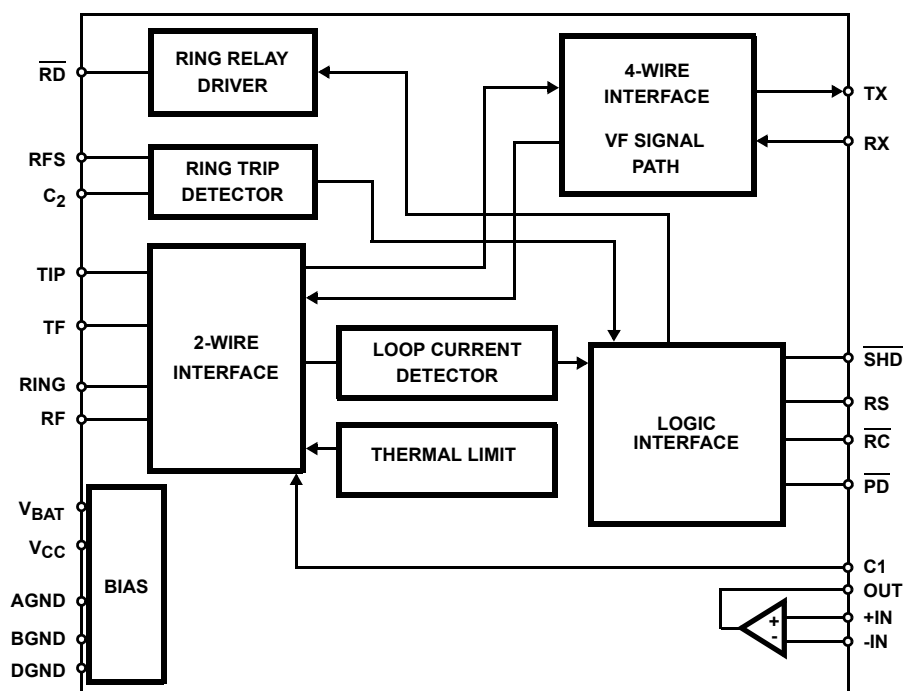 RD
RFS
C2
TIP
TF
RING
RF
VBAT
VCC
AGND
BGND
DGND
RING RELAY
DRIVER
RING TRIP
DETECTOR
2-WIRE
INTERFACE
BIAS
4-WIRE
INTERFACE
VF SIGNAL
PATH
LOOP CURRENT
DETECTOR
THERMAL LIMIT
LOGIC
INTERFACE
TX
RX
SHD
RS
RC
PD
C1
OUT
+IN
-IN
+
-